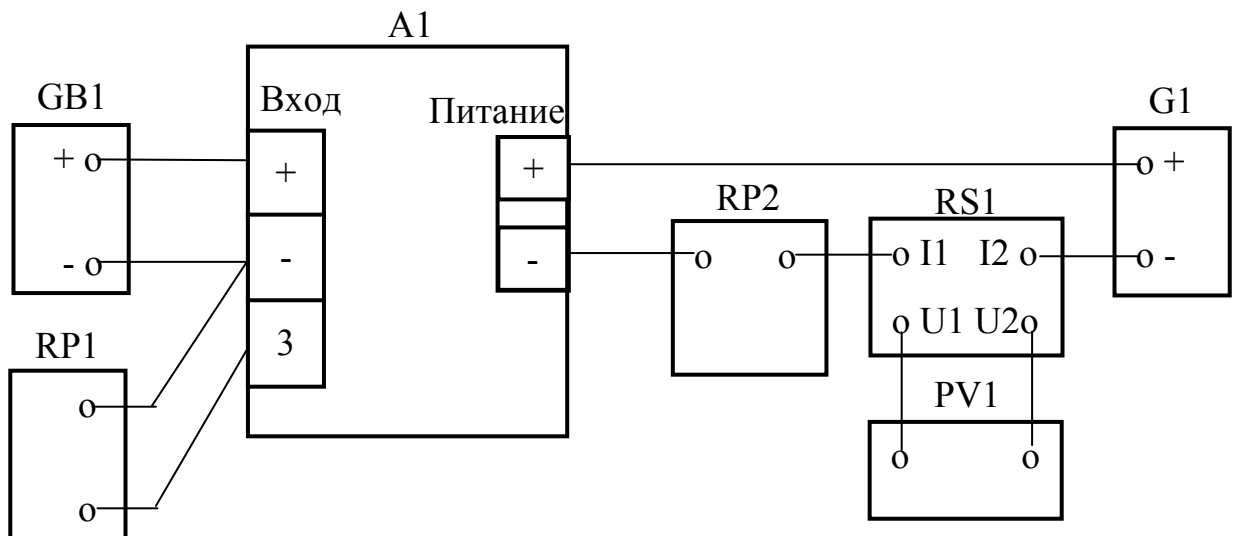 A1
GB1
Вход
Питание
G1
+ o
+
+
o +
- o
-
-
RP2
RS1
o o
o I1 I2 o
o -
RP1
3
o U1 U2o
o
PV1
o o
o